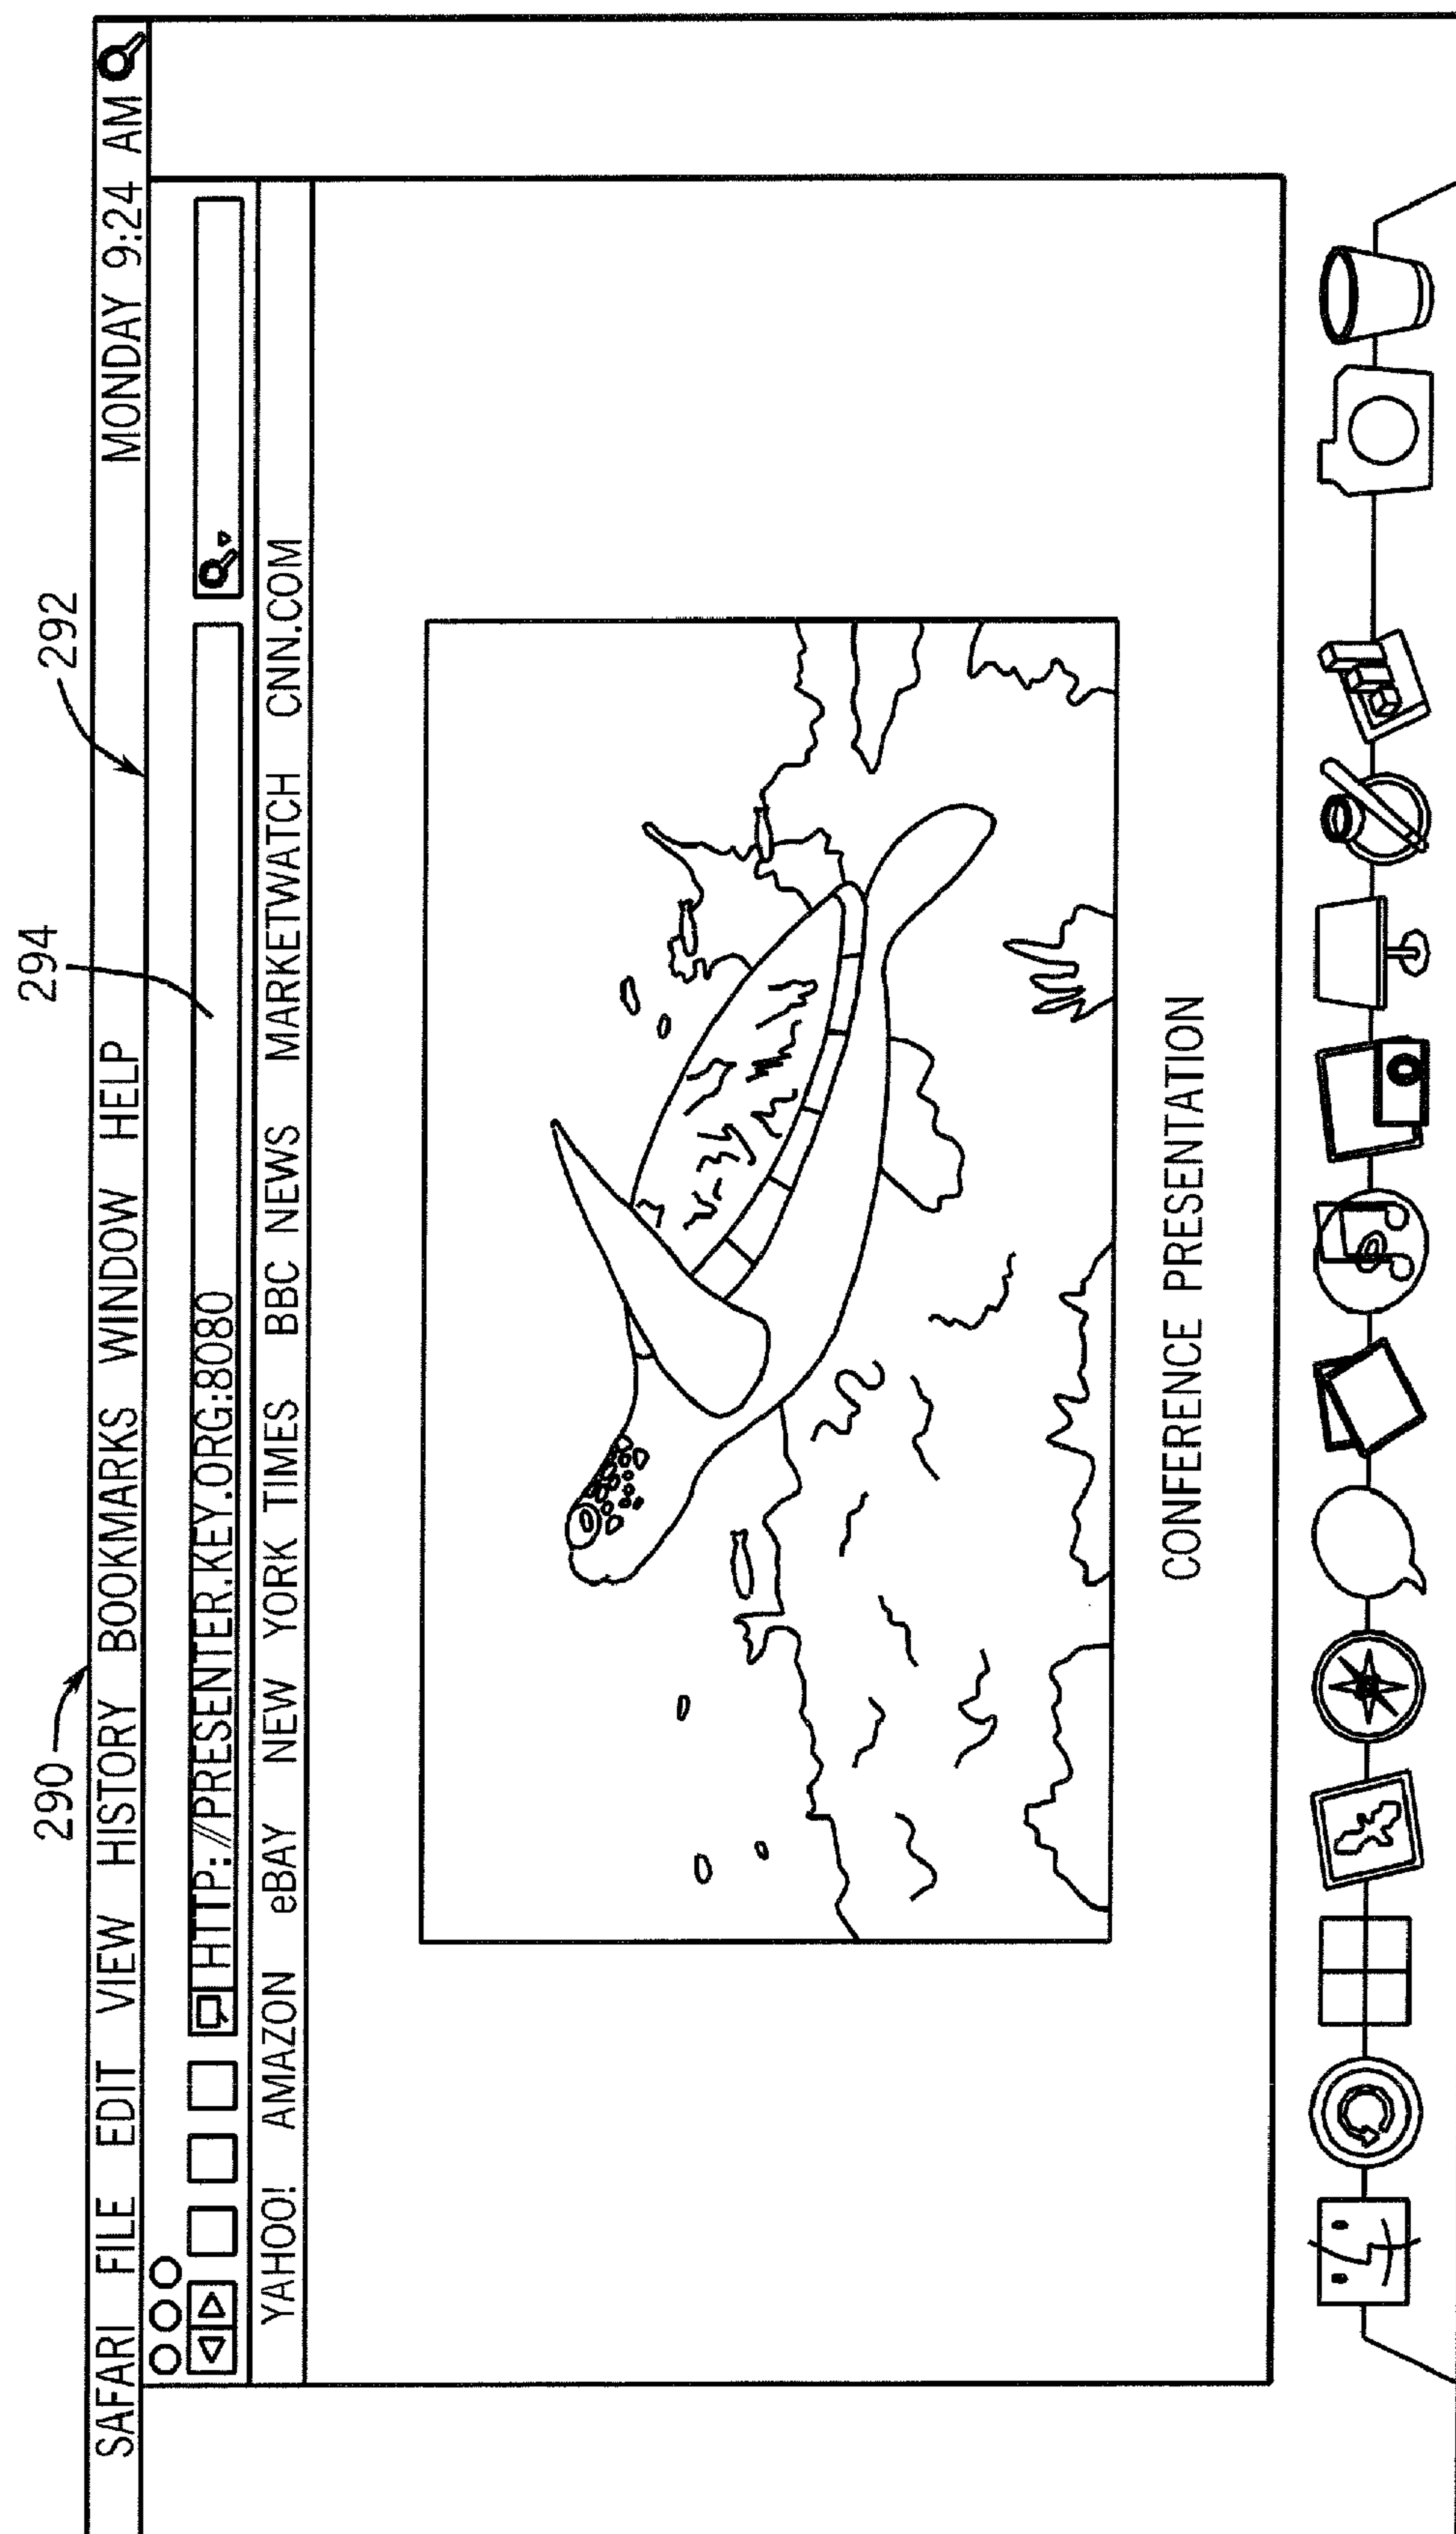 290
294
292
SAFARI FILE EDIT VIEW HISTORY BOOKMARKS WINDOW HELP MONDAY 9:24 AM
HTTP://PRESENTER.KEY.ORG:8080
YAHOO! AMAZON eBAY NEW YORK TIMES BBC NEWS MARKETWATCH CNN.COM
CONFERENCE PRESENTATION